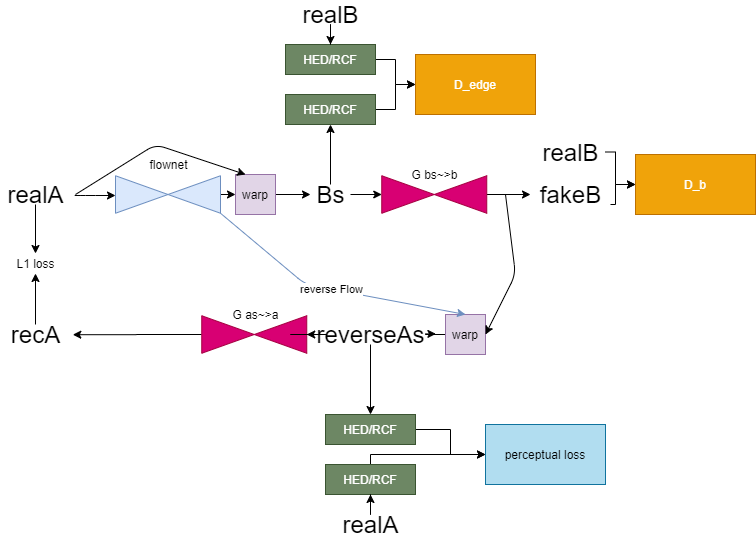 realB
HED/RCF
HED/RCF
D_edge
realA
flownet
warp
Bs
G bs~>b
realB
fakeB
D_b
L1 loss
reverse Flow
recA
G as~>a
reverseAs
warp
HED/RCF
HED/RCF
perceptual loss
realA